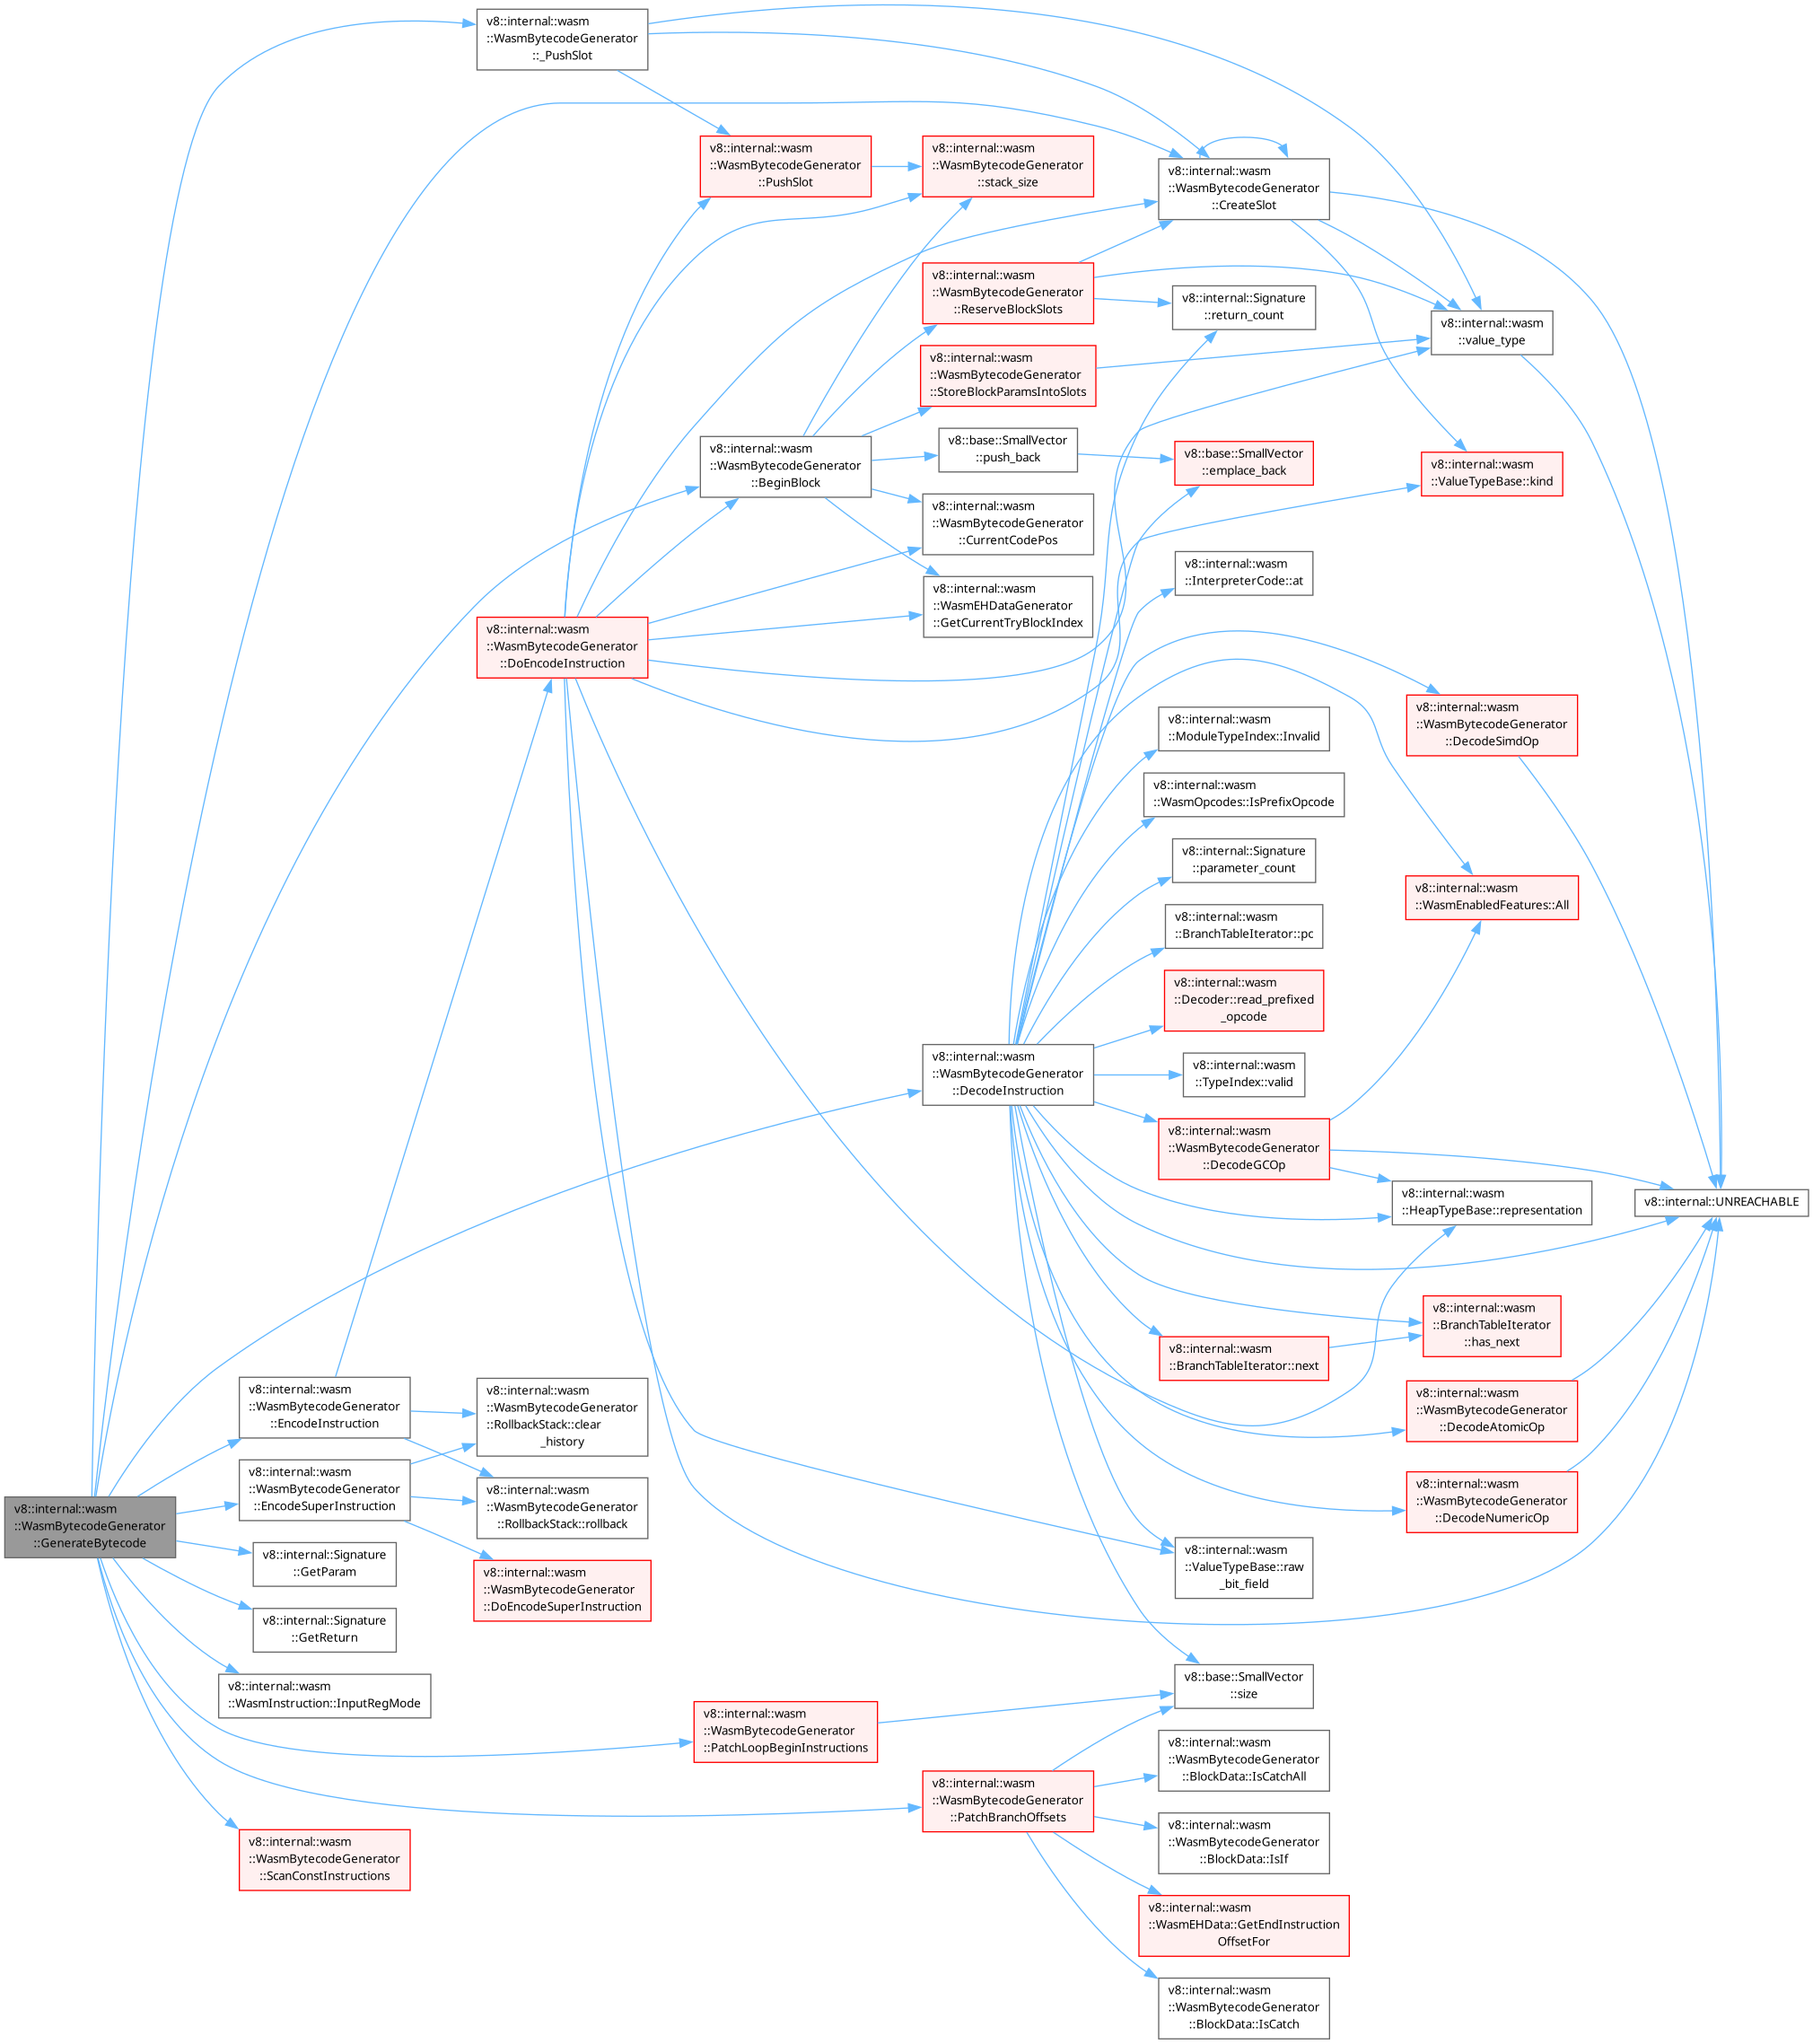 v8::internal::wasm
::WasmBytecodeGenerator
::_PushSlot
v8::internal::wasm
::WasmBytecodeGenerator
::PushSlot
v8::internal::wasm
::WasmBytecodeGenerator
::stack_size
v8::internal::wasm
::WasmBytecodeGenerator
::CreateSlot
v8::internal::wasm
::WasmBytecodeGenerator
::ReserveBlockSlots
v8::internal::Signature
::return_count
v8::internal::wasm
::value_type
v8::internal::wasm
::WasmBytecodeGenerator
::StoreBlockParamsIntoSlots
v8::internal::wasm
::WasmBytecodeGenerator
::BeginBlock
v8::base::SmallVector
::push_back
v8::base::SmallVector
::emplace_back
v8::internal::wasm
::ValueTypeBase::kind
v8::internal::wasm
::WasmBytecodeGenerator
::CurrentCodePos
v8::internal::wasm
::InterpreterCode::at
v8::internal::wasm
::WasmEHDataGenerator
::GetCurrentTryBlockIndex
v8::internal::wasm
::WasmBytecodeGenerator
::DoEncodeInstruction
v8::internal::wasm
::ModuleTypeIndex::Invalid
v8::internal::wasm
::WasmBytecodeGenerator
::DecodeSimdOp
v8::internal::wasm
::WasmOpcodes::IsPrefixOpcode
v8::internal::Signature
::parameter_count
v8::internal::wasm
::WasmEnabledFeatures::All
v8::internal::wasm
::BranchTableIterator::pc
v8::internal::wasm
::Decoder::read_prefixed
_opcode
v8::internal::wasm
::WasmBytecodeGenerator
::DecodeInstruction
v8::internal::wasm
::TypeIndex::valid
v8::internal::wasm
::WasmBytecodeGenerator
::DecodeGCOp
v8::internal::wasm
::HeapTypeBase::representation
v8::internal::UNREACHABLE
v8::internal::wasm
::BranchTableIterator
::has_next
v8::internal::wasm
::BranchTableIterator::next
v8::internal::wasm
::WasmBytecodeGenerator
::EncodeInstruction
v8::internal::wasm
::WasmBytecodeGenerator
::RollbackStack::clear
_history
v8::internal::wasm
::WasmBytecodeGenerator
::DecodeAtomicOp
v8::internal::wasm
::WasmBytecodeGenerator
::EncodeSuperInstruction
v8::internal::wasm
::WasmBytecodeGenerator
::RollbackStack::rollback
v8::internal::wasm
::WasmBytecodeGenerator
::DecodeNumericOp
v8::internal::wasm
::WasmBytecodeGenerator
::GenerateBytecode
v8::internal::Signature
::GetParam
v8::internal::wasm
::WasmBytecodeGenerator
::DoEncodeSuperInstruction
v8::internal::wasm
::ValueTypeBase::raw
_bit_field
v8::internal::Signature
::GetReturn
v8::internal::wasm
::WasmInstruction::InputRegMode
v8::base::SmallVector
::size
v8::internal::wasm
::WasmBytecodeGenerator
::PatchLoopBeginInstructions
v8::internal::wasm
::WasmBytecodeGenerator
::BlockData::IsCatchAll
v8::internal::wasm
::WasmBytecodeGenerator
::PatchBranchOffsets
v8::internal::wasm
::WasmBytecodeGenerator
::BlockData::IsIf
v8::internal::wasm
::WasmBytecodeGenerator
::ScanConstInstructions
v8::internal::wasm
::WasmEHData::GetEndInstruction
OffsetFor
v8::internal::wasm
::WasmBytecodeGenerator
::BlockData::IsCatch